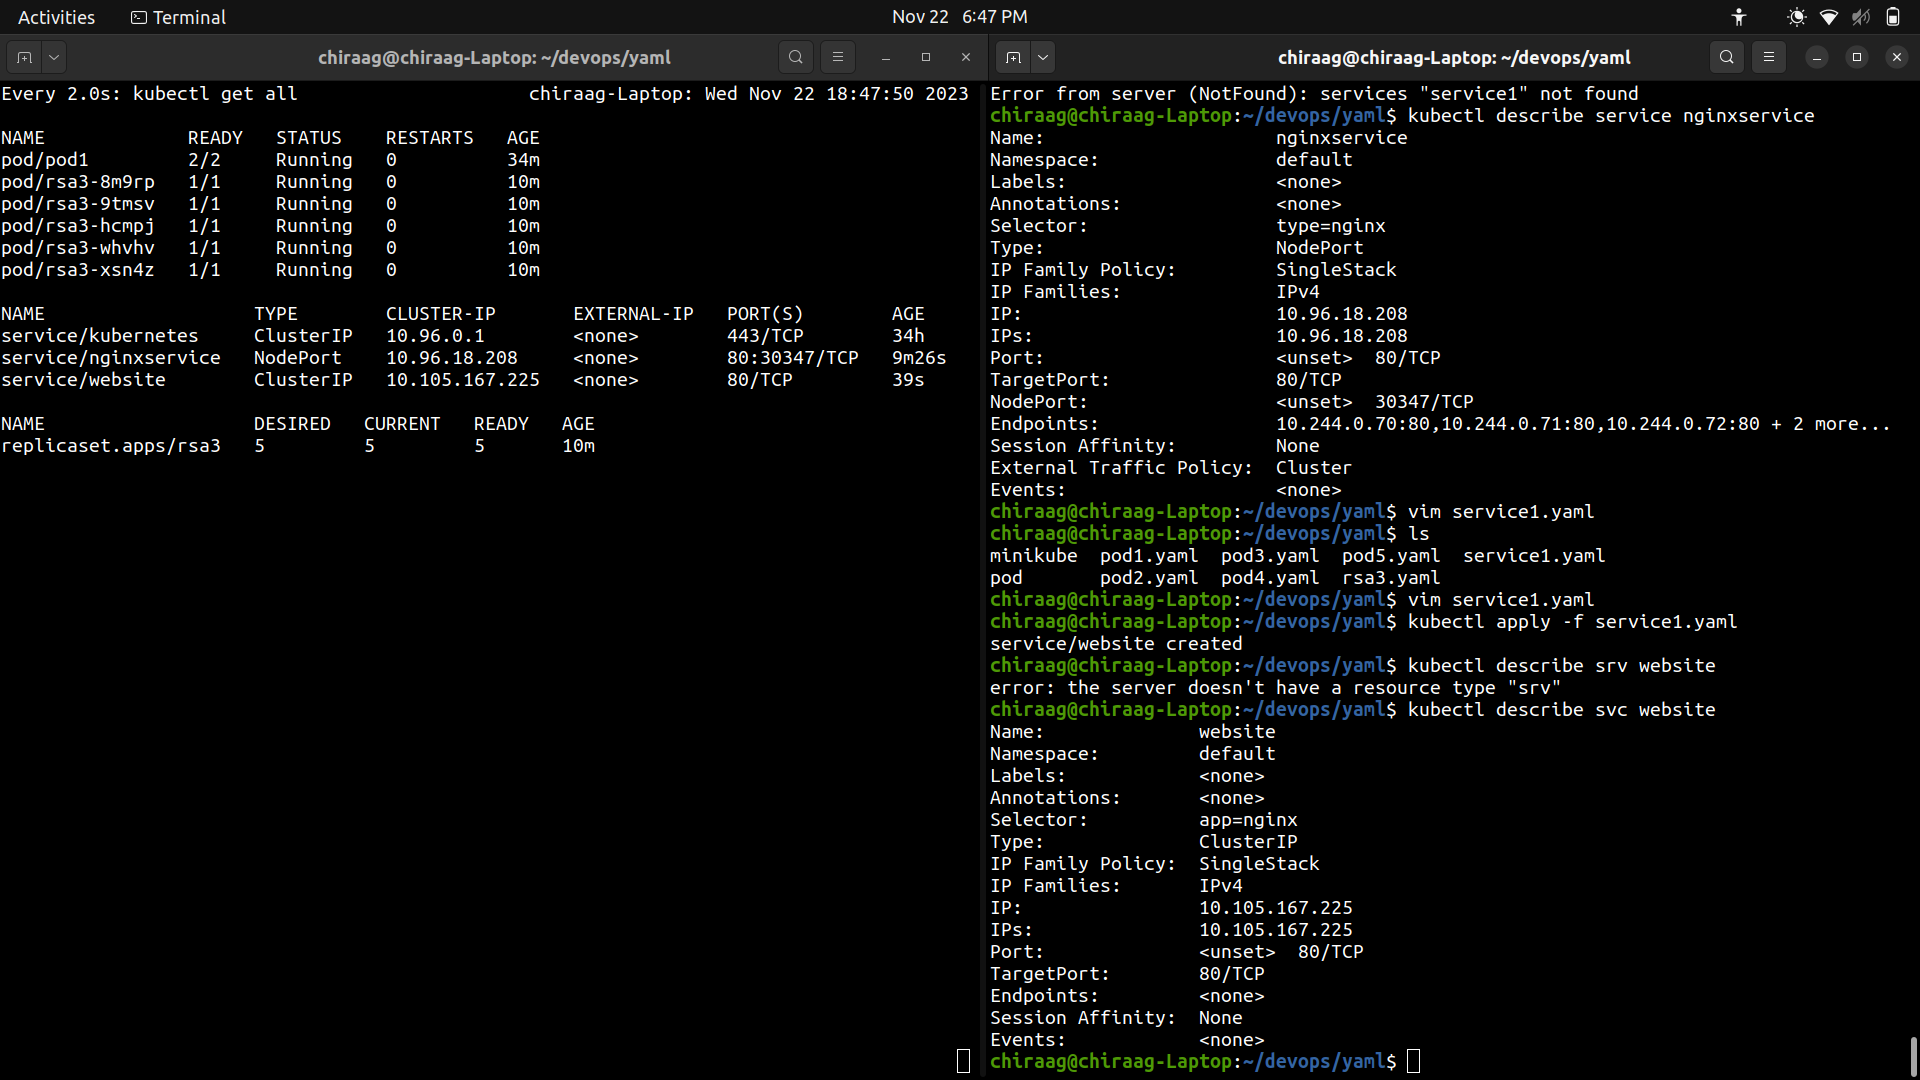 Activities Terminal Nov 22 6:47 PM
chiraag@chiraag-Laptop: ~/devops/yaml
Every 2.0s: kubectl get all chiraag-Laptop: Wed Nov 22 18:47:50 2023
NAME READY STATUS RESTARTS AGE
pod/pod1 2/2 Running 0 34m
pod/rsa3-8m9rp 1/1 Running 0 10m
pod/rsa3-9tmsv 1/1 Running 0 10m
pod/rsa3-hcmpj 1/1 Running 0 10m
pod/rsa3-whvhv 1/1 Running 0 10m
pod/rsa3-xsn4z 1/1 Running 0 10m
NAME TYPE CLUSTER-IP EXTERNAL-IP PORT(S) AGE
service/kubernetes ClusterIP 10.96.0.1 <none> 443/TCP 34h
service/nginxservice NodePort 10.96.18.208 <none> 80:30347/TCP 9m26s
service/website ClusterIP 10.105.167.225 <none> 80/TCP 39s
NAME DESIRED CURRENT READY AGE
replicaset.apps/rsa3 5 5 5 10m
chiraag@chiraag-Laptop: ~/devops/yaml
Error from server (NotFound): services "service1" not found
chiraag@chiraag-Laptop:~/devops/yaml$ kubectl describe service nginxservice
Name: nginxservice
Namespace: default
Labels: <none>
Annotations: <none>
Selector: type=nginx
Type: NodePort
IP Family Policy: SingleStack
IP Families: IPv4
IP: 10.96.18.208
IPs: 10.96.18.208
Port: <unset> 80/TCP
TargetPort: 80/TCP
NodePort: <unset> 30347/TCP
Endpoints: 10.244.0.70:80,10.244.0.71:80,10.244.0.72:80 + 2 more...
Session Affinity: None
External Traffic Policy: Cluster
Events: <none>
chiraag@chiraag-Laptop:~/devops/yaml$ vim service1.yaml
chiraag@chiraag-Laptop:~/devops/yaml$ ls
minikube pod1.yaml pod3.yaml pod5.yaml service1.yaml
pod pod2.yaml pod4.yaml rsa3.yaml
chiraag@chiraag-Laptop:~/devops/yaml$ vim service1.yaml
chiraag@chiraag-Laptop:~/devops/yaml$ kubectl apply -f service1.yaml
service/website created
chiraag@chiraag-Laptop:~/devops/yaml$ kubectl describe srv website
error: the server doesn't have a resource type "srv"
chiraag@chiraag-Laptop:~/devops/yaml$ kubectl describe svc website
Name: website
Namespace: default
Labels: <none>
Annotations: <none>
Selector: app=nginx
Type: ClusterIP
IP Family Policy: SingleStack
IP Families: IPv4
IP: 10.105.167.225
IPs: 10.105.167.225
Port: <unset> 80/TCP
TargetPort: 80/TCP
Endpoints: <none>
Session Affinity: None
Events: <none>
chiraag@chiraag-Laptop:~/devops/yaml$